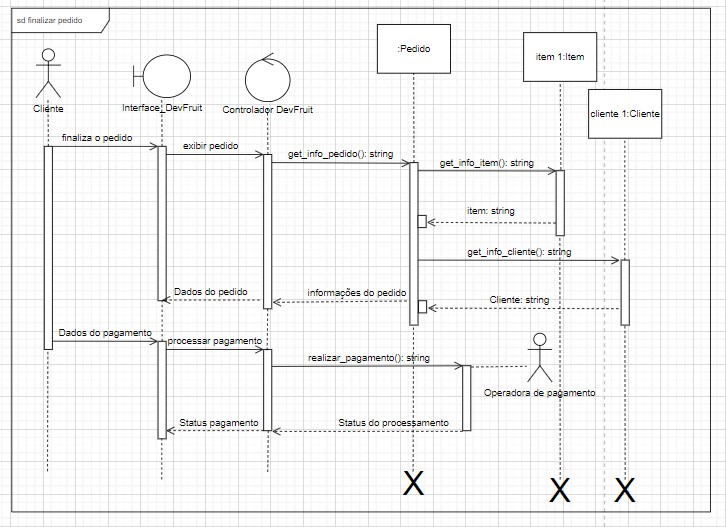 sd finalizar pedido
:Pedido
item 1:Item
cliente 1:Cliente
Cliente
Interface_DevFruit
Controlador DevFruit
finaliza o pedido
exibir pedido
get_info_pedido(): string
get_info_item(): string
item: string
get_info_cliente(): string
Dados do pedido
informações do pedido
Cliente: string
Dados do pagamento
processar pagamento
realizar_pagamento(): string
Operadora de pagamento
Status pagamento
Status do processamento
X
X
X